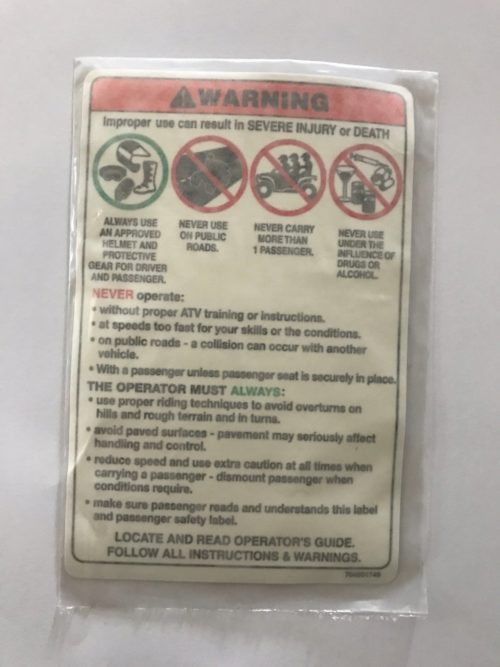 WARNING
Improper use can result in SEVERE INJURY or DEATH
ALWAYS USE
AN APPROVED
HELMET AND
PROTECTIVE
GEAR FOR DRIVER
AND PASSENGER.
NEVER USE
ON PUBLIC
ROADS.
NEVER CARRY
MORE THAN
1 PASSENGER.
NEVER USE
UNDER THE
INFLUENCE OF
DRUGS OR
ALCOHOL.
NEVER operate:
• without proper ATV training or instructions.
• at speeds too fast for your skills or the conditions.
• on public roads - a collision can occur with another
vehicle.
• With a passenger unless passenger seat is securely in place.
THE OPERATOR MUST ALWAYS:
• use proper riding techniques to avoid overturns on
hills and rough terrain and in turns.
• avoid paved surfaces - pavement may seriously affect
handling and control.
• reduce speed and use extra caution at all times when
carrying a passenger - dismount passenger when
conditions require.
• make sure passenger reads and understands this label
and passenger safety label.
LOCATE AND READ OPERATOR'S GUIDE.
FOLLOW ALL INSTRUCTIONS & WARNINGS.